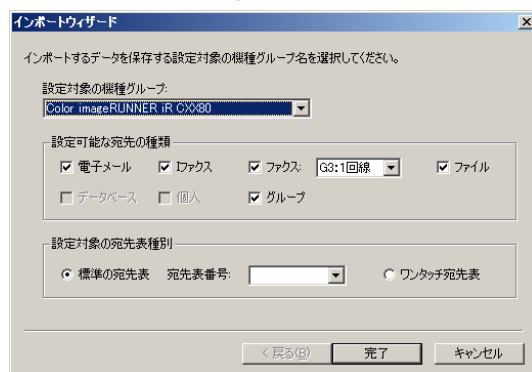 インポートウィザード
インポートするデータを保存する設定対象の機種グループ名を選択してください。
設定対象の機種グループ:
Color imageRUNNER iR CXX80
設定可能な宛先の種類
電子メール Iファクス ファクス: G3:1回線 ファイル
データベース 個人 グループ
設定対象の宛先表種別
標準の宛先表 宛先表番号: ワンタッチ宛先表
< 戻る(B) 完了 キャンセル